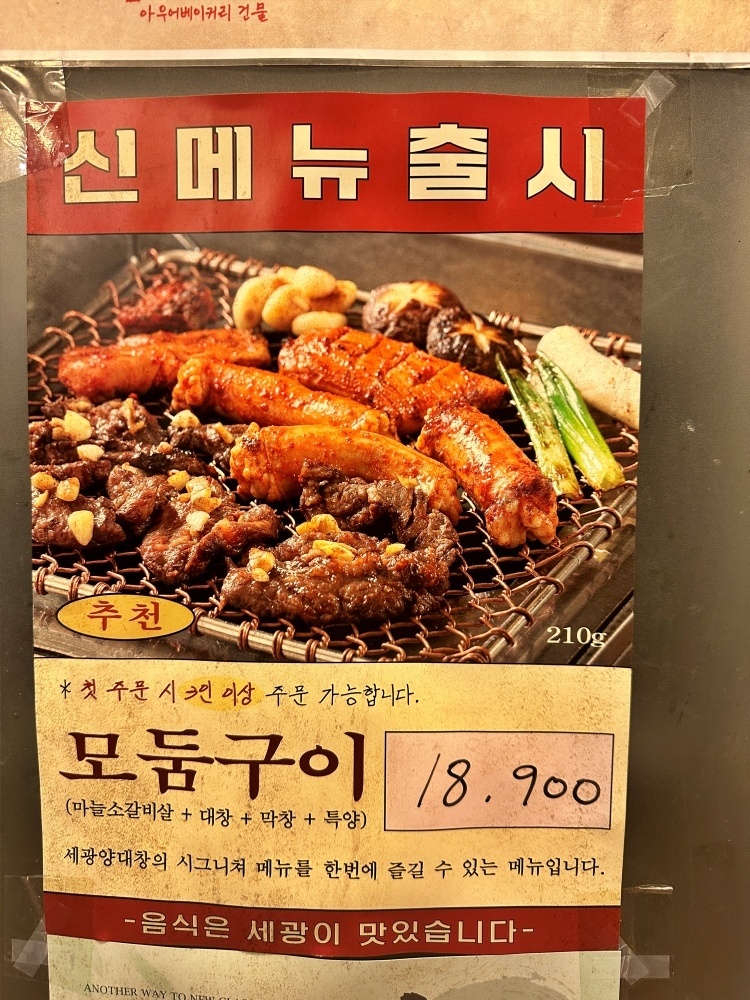 아우어베이커리 건물
신메뉴출시
추천
210g
* 첫 주문 시 3인 이상 주문 가능합니다.
모둠구이
18.900
(마늘소갈비살 + 대창 + 막창 + 특양)
세광양대창의 시그니쳐 메뉴를 한번에 즐길 수 있는 메뉴입니다.
-음식은 세광이 맛있습니다-
ANOTHER WAY TO NEW